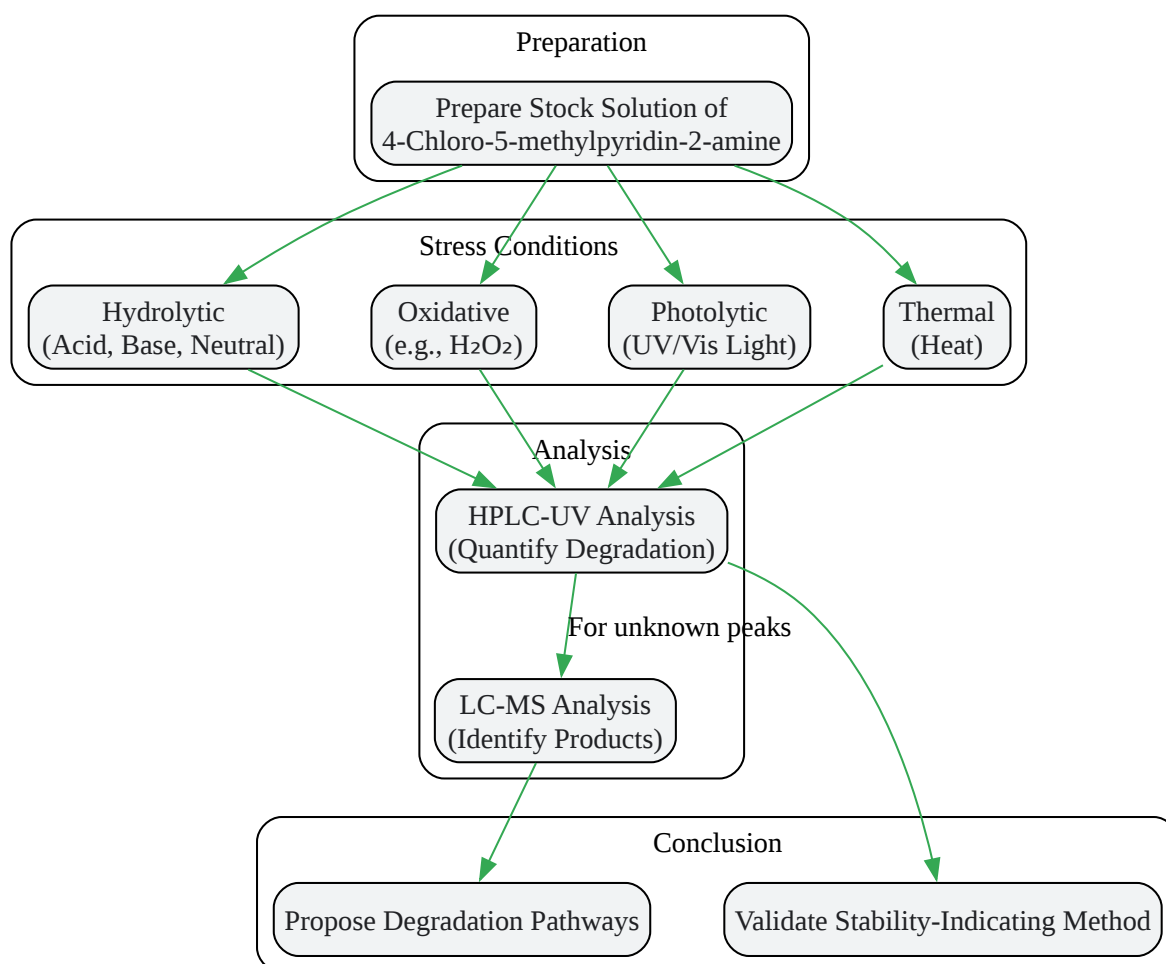 Preparation
Prepare Stock Solution of
4-Chloro-5-methylpyridin-2-amine
Stress Conditions
Hydrolytic
(Acid, Base, Neutral)
Oxidative
(e.g., H₂O₂)
Photolytic
(UV/Vis Light)
Thermal
(Heat)
Analysis
HPLC-UV Analysis
(Quantify Degradation)
For unknown peaks
LC-MS Analysis
(Identify Products)
Conclusion
Propose Degradation Pathways
Validate Stability-Indicating Method